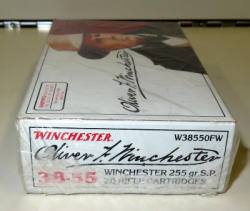 Oliver F. Winchester
WINCHESTER W38550FW
Oliver F. Winchester
38-55 WINCHESTER 255 gr. S.P.
20 RIFLE CARTRIDGES